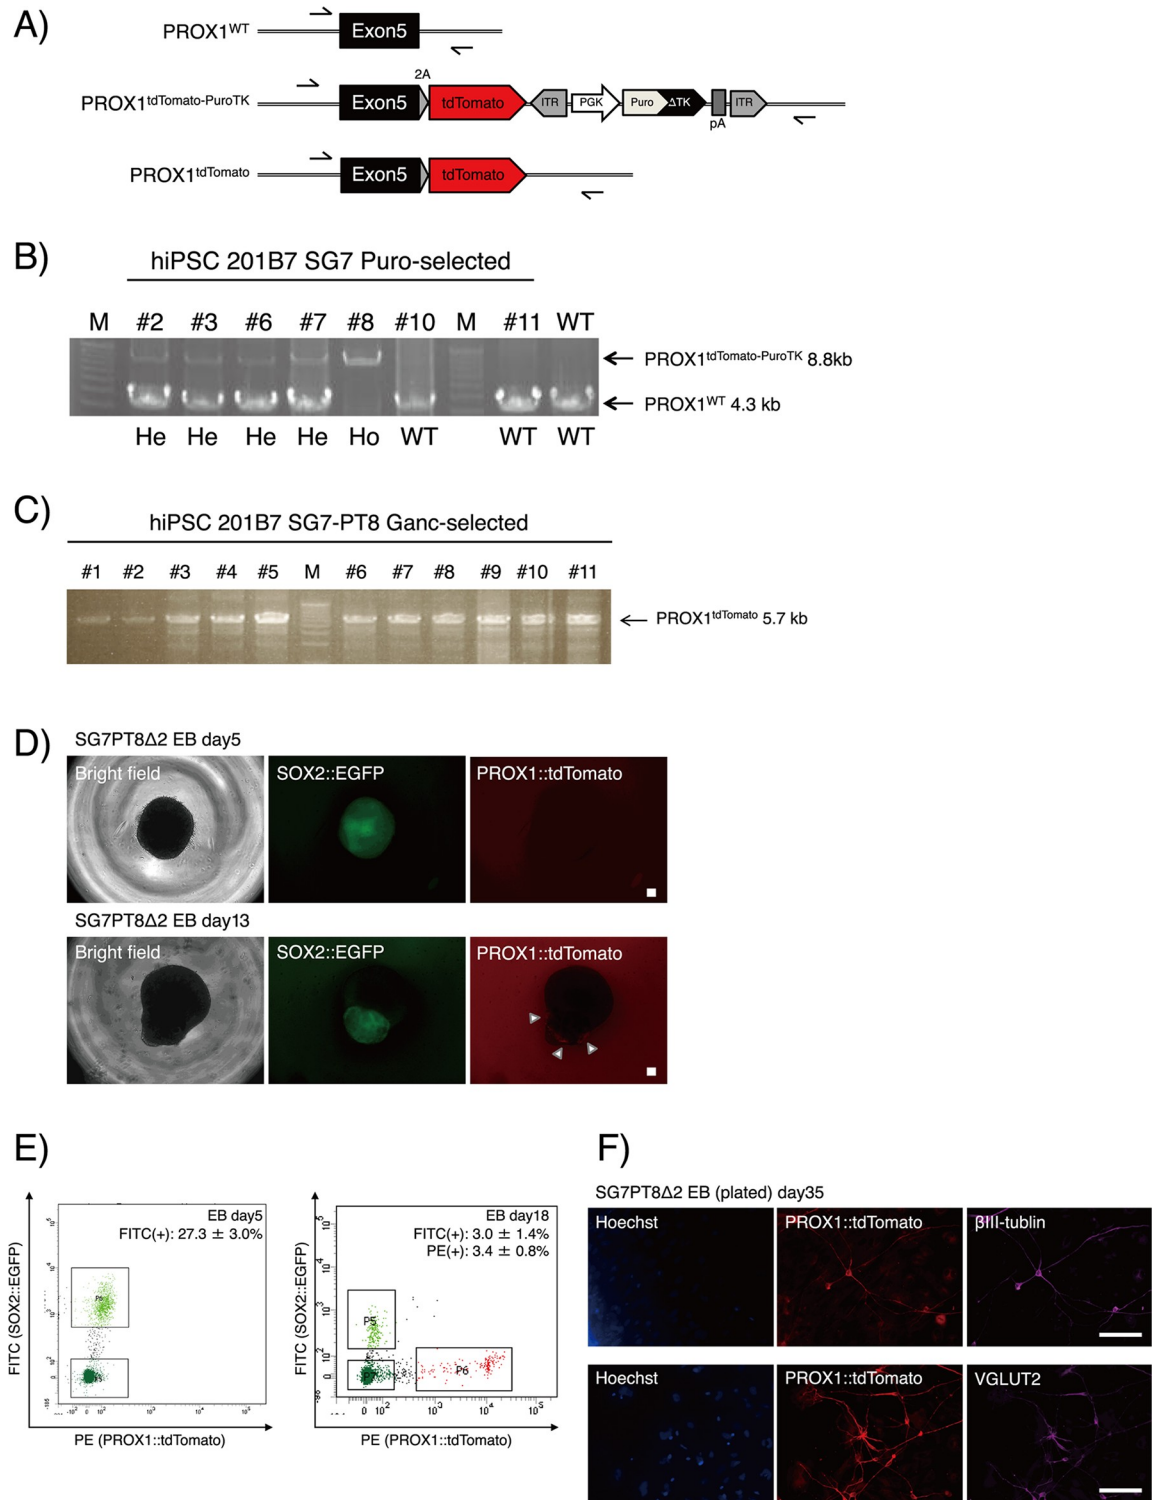 A)
PROX1WT
Exon5
2A
PROX1tdTomato-PuroTK
Exon5
tdTomato
ITR
PGK
Puro
ΔTK
pA
ITR
PROX1tdTomato
Exon5
tdTomato
B)
hiPSC 201B7 SG7 Puro-selected
M #2 #3 #6 #7 #8 #10 M #11 WT
PROX1tdTomato-PuroTK 8.8kb
PROX1WT 4.3 kb
He He He He Ho WT WT WT
C)
hiPSC 201B7 SG7-PT8 Ganc-selected
#1 #2 #3 #4 #5 M #6 #7 #8 #9 #10 #11
PROX1tdTomato 5.7 kb
D)
SG7PT8Δ2 EB day5
Bright field
SOX2::EGFP
PROX1::tdTomato
SG7PT8Δ2 EB day13
Bright field
SOX2::EGFP
PROX1::tdTomato
E)
EB day5
FITC(+): 27.3 ± 3.0%
FITC (SOX2::EGFP)
PE (PROX1::tdTomato)
EB day18
FITC(+): 3.0 ± 1.4%
PE(+): 3.4 ± 0.8%
P5
P6
FITC (SOX2::EGFP)
PE (PROX1::tdTomato)
F)
SG7PT8Δ2 EB (plated) day35
Hoechst
PROX1::tdTomato
βIII-tublin
Hoechst
PROX1::tdTomato
VGLUT2